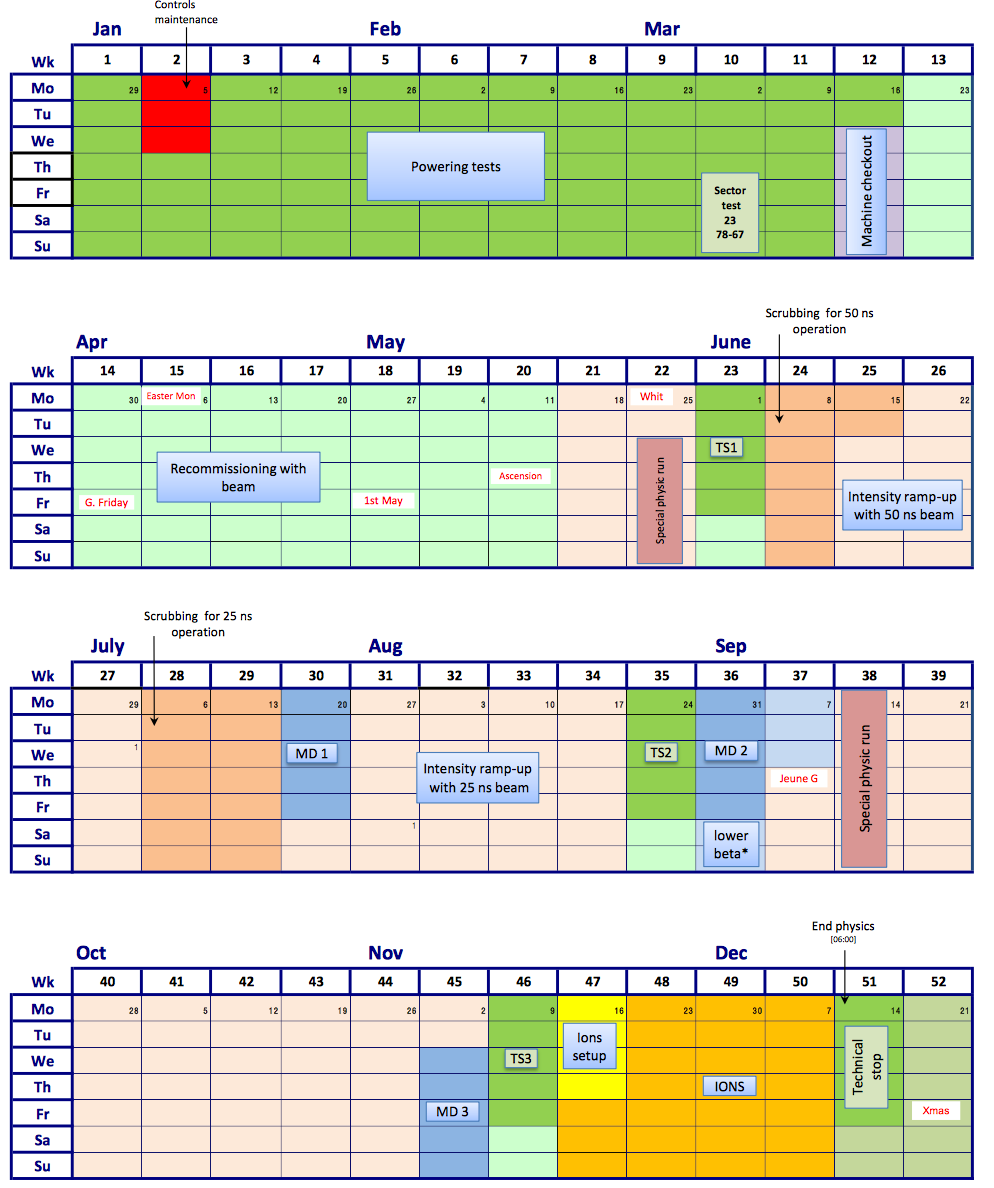 Controls
maintenance
Jan Feb Mar
Wk 1 2 3 4 5 6 7 8 9 10 11 12 13
Mo 29 5 12 19 26 2 9 16 23 2 9 16 23
Tu
We
Powering tests
Machine checkout
Th
Fr
Sector
test
23
78-67
Sa
Su
Scrubbing for 50 ns
operation
Apr May June
Wk 14 15 16 17 18 19 20 21 22 23 24 25 26
Mo 30 Easter Mon 6 13 20 27 4 11 18 Whit 25 1 8 15 22
Tu
We TS1
Recommissioning with
beam
Special physic run
Th Ascension
Fr G. Friday 1st May
Intensity ramp-up
with 50 ns beam
Sa
Su
Scrubbing for 25 ns
operation
July Aug Sep
Wk 27 28 29 30 31 32 33 34 35 36 37 38 39
Mo 29 6 13 20 27 3 10 17 24 31 7 14 21
Tu
We 1 MD 1 TS2 MD 2
Intensity ramp-up
with 25 ns beam
Special physic run
Th Jeune G
Fr
Sa 1
lower
beta*
Su
End physics
[06:00]
Oct Nov Dec
Wk 40 41 42 43 44 45 46 47 48 49 50 51 52
Mo 28 5 12 19 26 2 9 16 23 30 7 14 21
Tu
Ions
setup
We TS3
Technical
stop
Th IONS
Fr MD 3 Xmas
Sa
Su